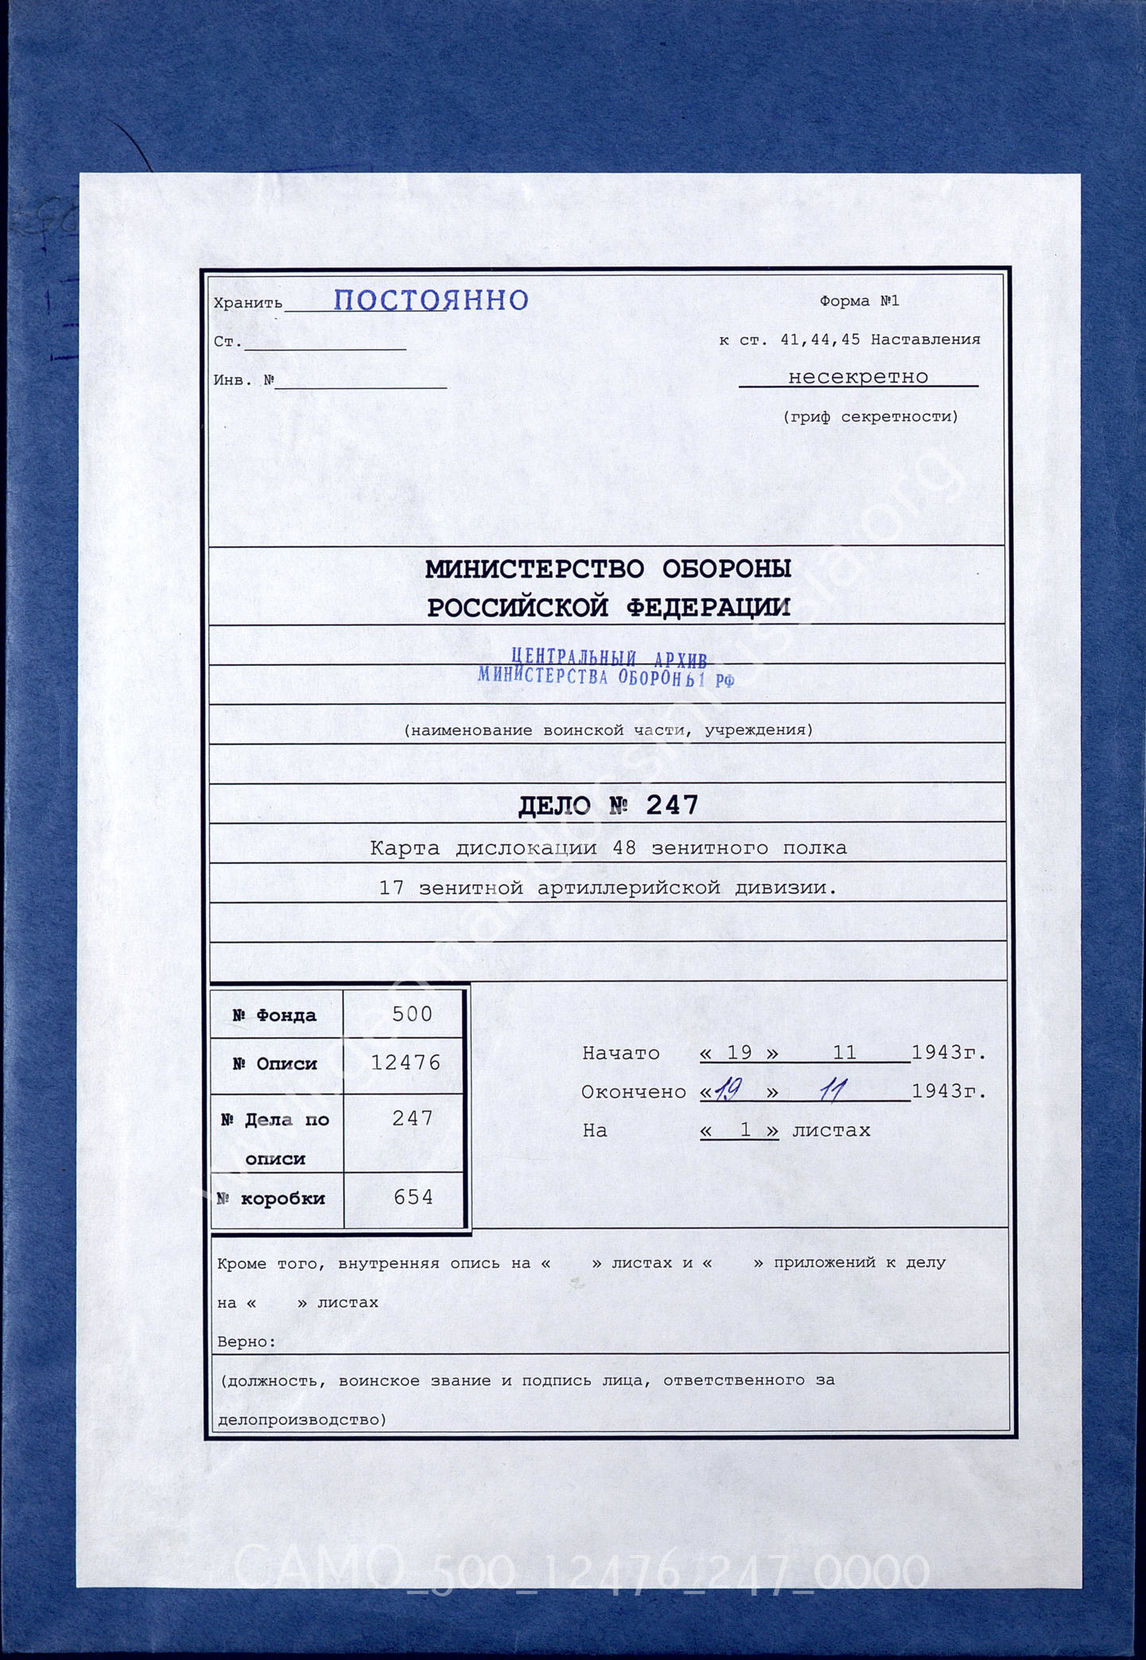 Хранить ПОСТОЯННО
Форма №1
Ст.
к ст. 41,44,45 Наставления
Инв. №
несекретно
(гриф секретности)
МИНИСТЕРСТВО ОБОРОНЫ
РОССИЙСКОЙ ФЕДЕРАЦИИ
ЦЕНТРАЛЬНЫЙ АРХИВ
МИНИСТЕРСТВА ОБОРОНЫ РФ
(наименование воинской части, учреждения)
ДЕЛО № 247
Карта дислокации 48 зенитного полка
17 зенитной артиллерийской дивизии.
№ Фонда 500
№ Описи 12476
№ Дела по описи 247
№ коробки 654
Начато « 19 » 11 1943г.
Окончено «19 » 11 1943г.
На « 1 » листах
Кроме того, внутренняя опись на « » листах и « » приложений к делу
на « » листах
Верно:
(должность, воинское звание и подпись лица, ответственного за
делопроизводство)
CAMO_500_12476_247_0000